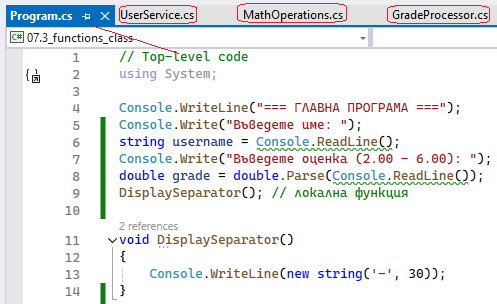 Program.cs UserService.cs MathOperations.cs GradeProcessor.cs
C# 07.3_functions_class
1 // Top-level code
2 using System;
3
4 Console.WriteLine("=== ГЛАВНА ПРОГРАМА ===");
5 Console.Write("Въведете име: ");
6 string username = Console.ReadLine();
7 Console.Write("Въведете оценка (2.00 – 6.00): ");
8 double grade = double.Parse(Console.ReadLine());
9 DisplaySeparator(); // локална функция
10
2 references
11 void DisplaySeparator()
12 {
13 Console.WriteLine(new string('-', 30));
14 }